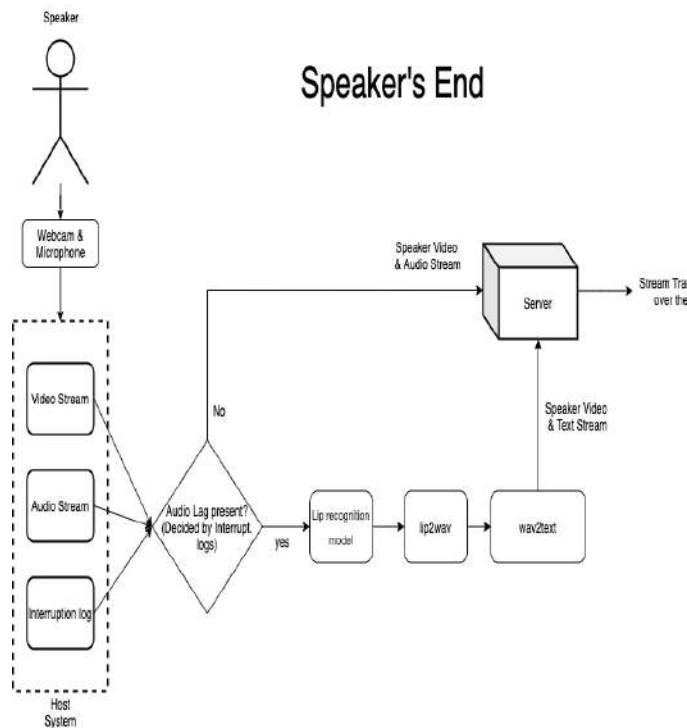 Speaker
Speaker's End
Webcam &
Microphone
Speaker Video
& Audio Stream
Server
Stream Tra
over the
Video Stream
No
Speaker Video
& Text Stream
Audio Stream
Audio Lag present?
(Decided by Interrupt.
logs)
yes
Lip recognition
model
lip2wav
wav2text
Interruption log
Host
System